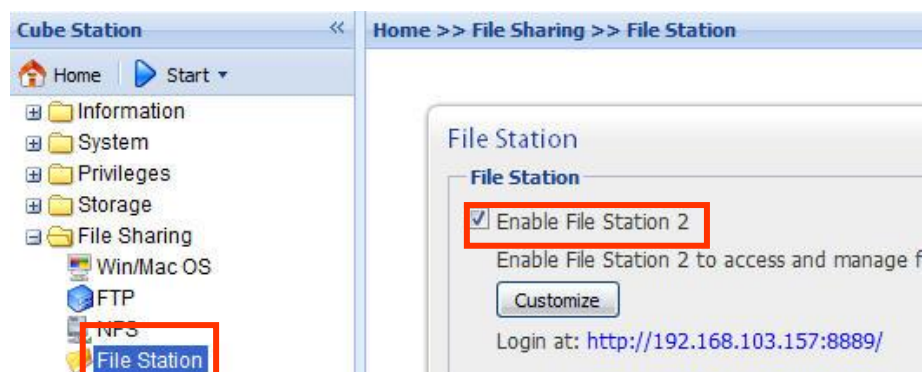 Cube Station «
Home Start
Information
System
Privileges
Storage
File Sharing
Win/Mac OS
FTP
NFS
File Station
Home >> File Sharing >> File Station
File Station
File Station
Enable File Station 2
Enable File Station 2 to access and manage f
Customize
Login at: http://192.168.103.157:8889/